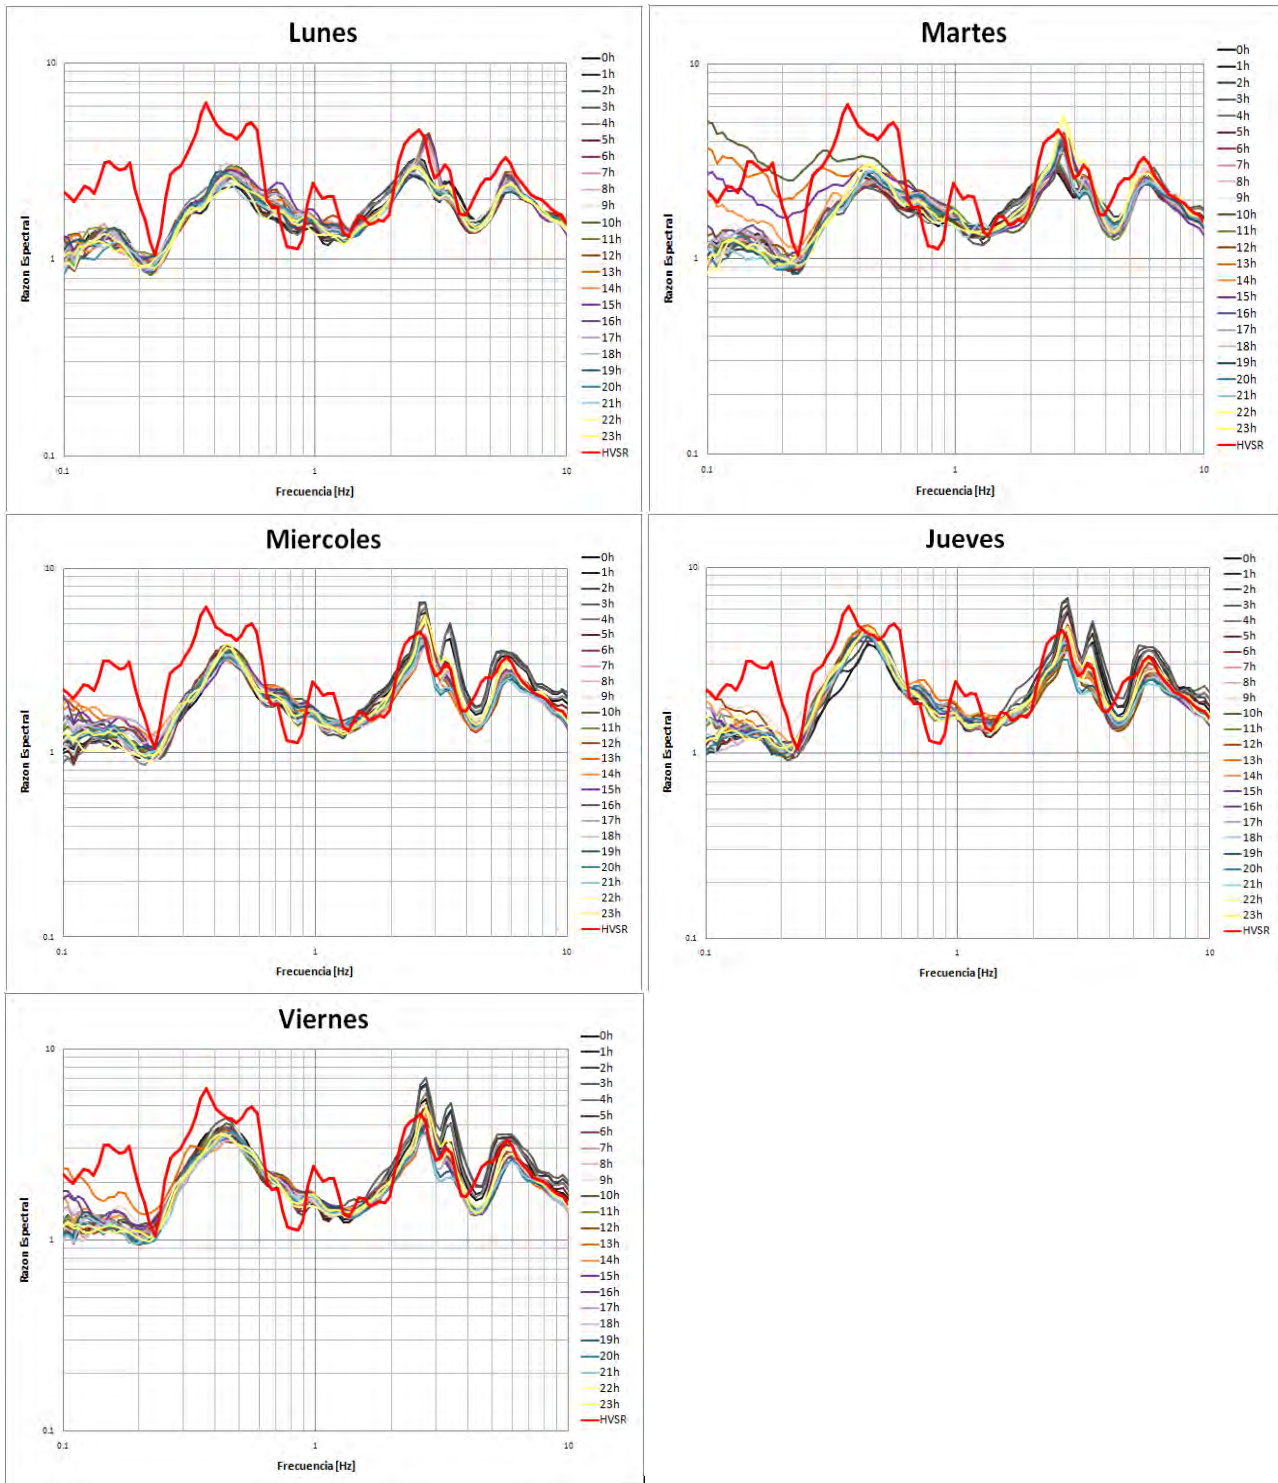 Lunes
10
1
0.1
0.1
1
10
Razon Espectral
Frecuencia [Hz]
0h
1h
2h
3h
4h
5h
6h
7h
8h
9h
10h
11h
12h
13h
14h
15h
16h
17h
18h
19h
20h
21h
22h
23h
HVSR
Martes
10
1
0.1
0.1
1
10
Razon Espectral
Frecuencia [Hz]
0h
1h
2h
3h
4h
5h
6h
7h
8h
9h
10h
11h
12h
13h
14h
15h
16h
17h
18h
19h
20h
21h
22h
23h
HVSR
Miercoles
10
1
0.1
0.1
1
10
Razon Espectral
Frecuencia [Hz]
0h
1h
2h
3h
4h
5h
6h
7h
8h
9h
10h
11h
12h
13h
14h
15h
16h
17h
18h
19h
20h
21h
22h
23h
HVSR
Jueves
10
1
0.1
0.1
1
10
Razon Espectral
Frecuencia [Hz]
0h
1h
2h
3h
4h
5h
6h
7h
8h
9h
10h
11h
12h
13h
14h
15h
16h
17h
18h
19h
20h
21h
22h
23h
HVSR
Viernes
10
1
0.1
0.1
1
10
Razon Espectral
Frecuencia [Hz]
0h
1h
2h
3h
4h
5h
6h
7h
8h
9h
10h
11h
12h
13h
14h
15h
16h
17h
18h
19h
20h
21h
22h
23h
HVSR